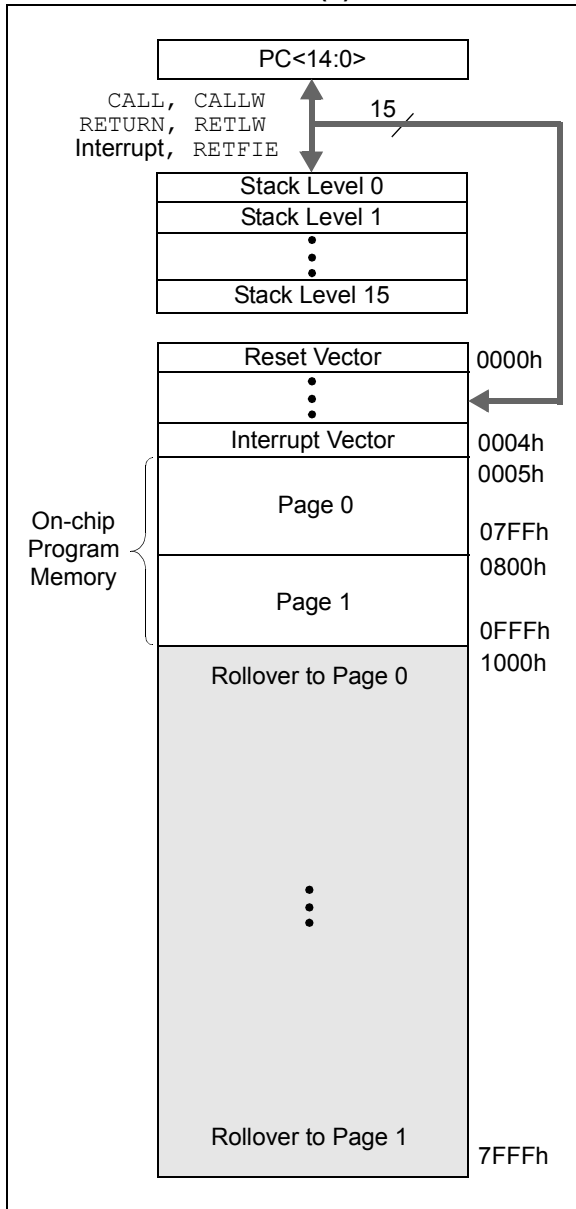 PC<14:0>
CALL, CALLW
RETURN, RETLW
Interrupt, RETFIE
15
Stack Level 0
Stack Level 1
Stack Level 15
Reset Vector
0000h
Interrupt Vector
0004h
0005h
On-chip
Program
Memory
Page 0
07FFh
0800h
Page 1
0FFFh
1000h
Rollover to Page 0
Rollover to Page 1
7FFFh